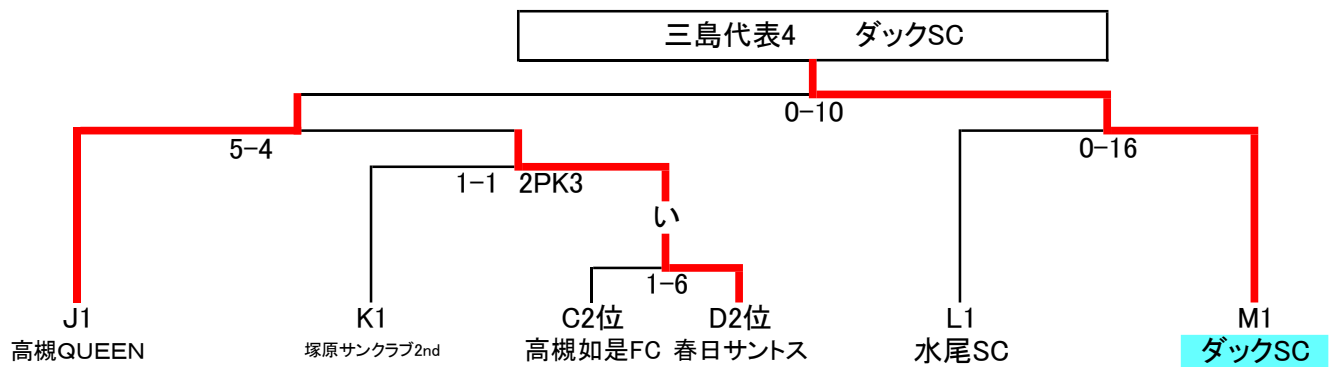 三島代表4 ダックSC
0-10
5-4
0-16
1-1 2PK3
い
1-6
J1 K1 C2位 D2位 L1 M1
高槻QUEEN 塚原サンクラブ2nd 高槻如是FC 春日サントス 水尾SC ダックSC